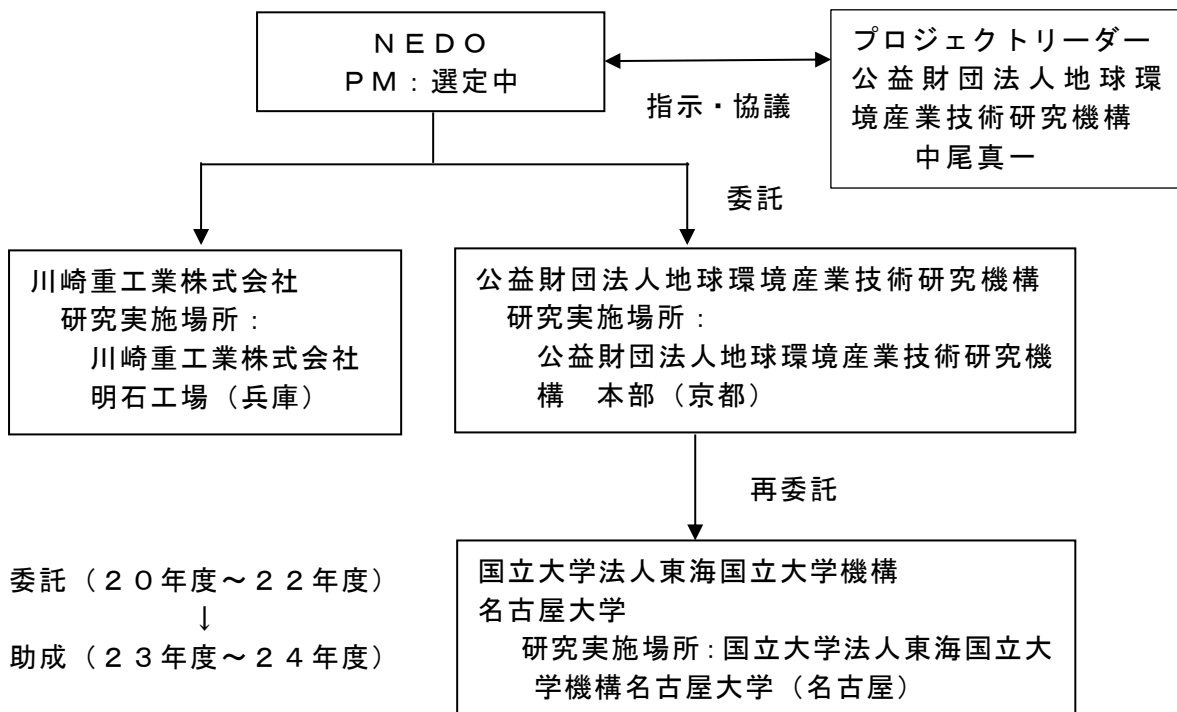 ＮＥＤＯ
ＰＭ：選定中
プロジェクトリーダー
公益財団法人地球環
境産業技術研究機構
中尾真一
指示・協議
委託
川崎重工業株式会社
研究実施場所：
川崎重工業株式会社
明石工場（兵庫）
公益財団法人地球環境産業技術研究機構
研究実施場所：
公益財団法人地球環境産業技術研究機
構　本部（京都）
再委託
委託（２０年度～２２年度）
↓
助成（２３年度～２４年度）
国立大学法人東海国立大学機構
名古屋大学
研究実施場所：国立大学法人東海国立大
学機構名古屋大学（名古屋）